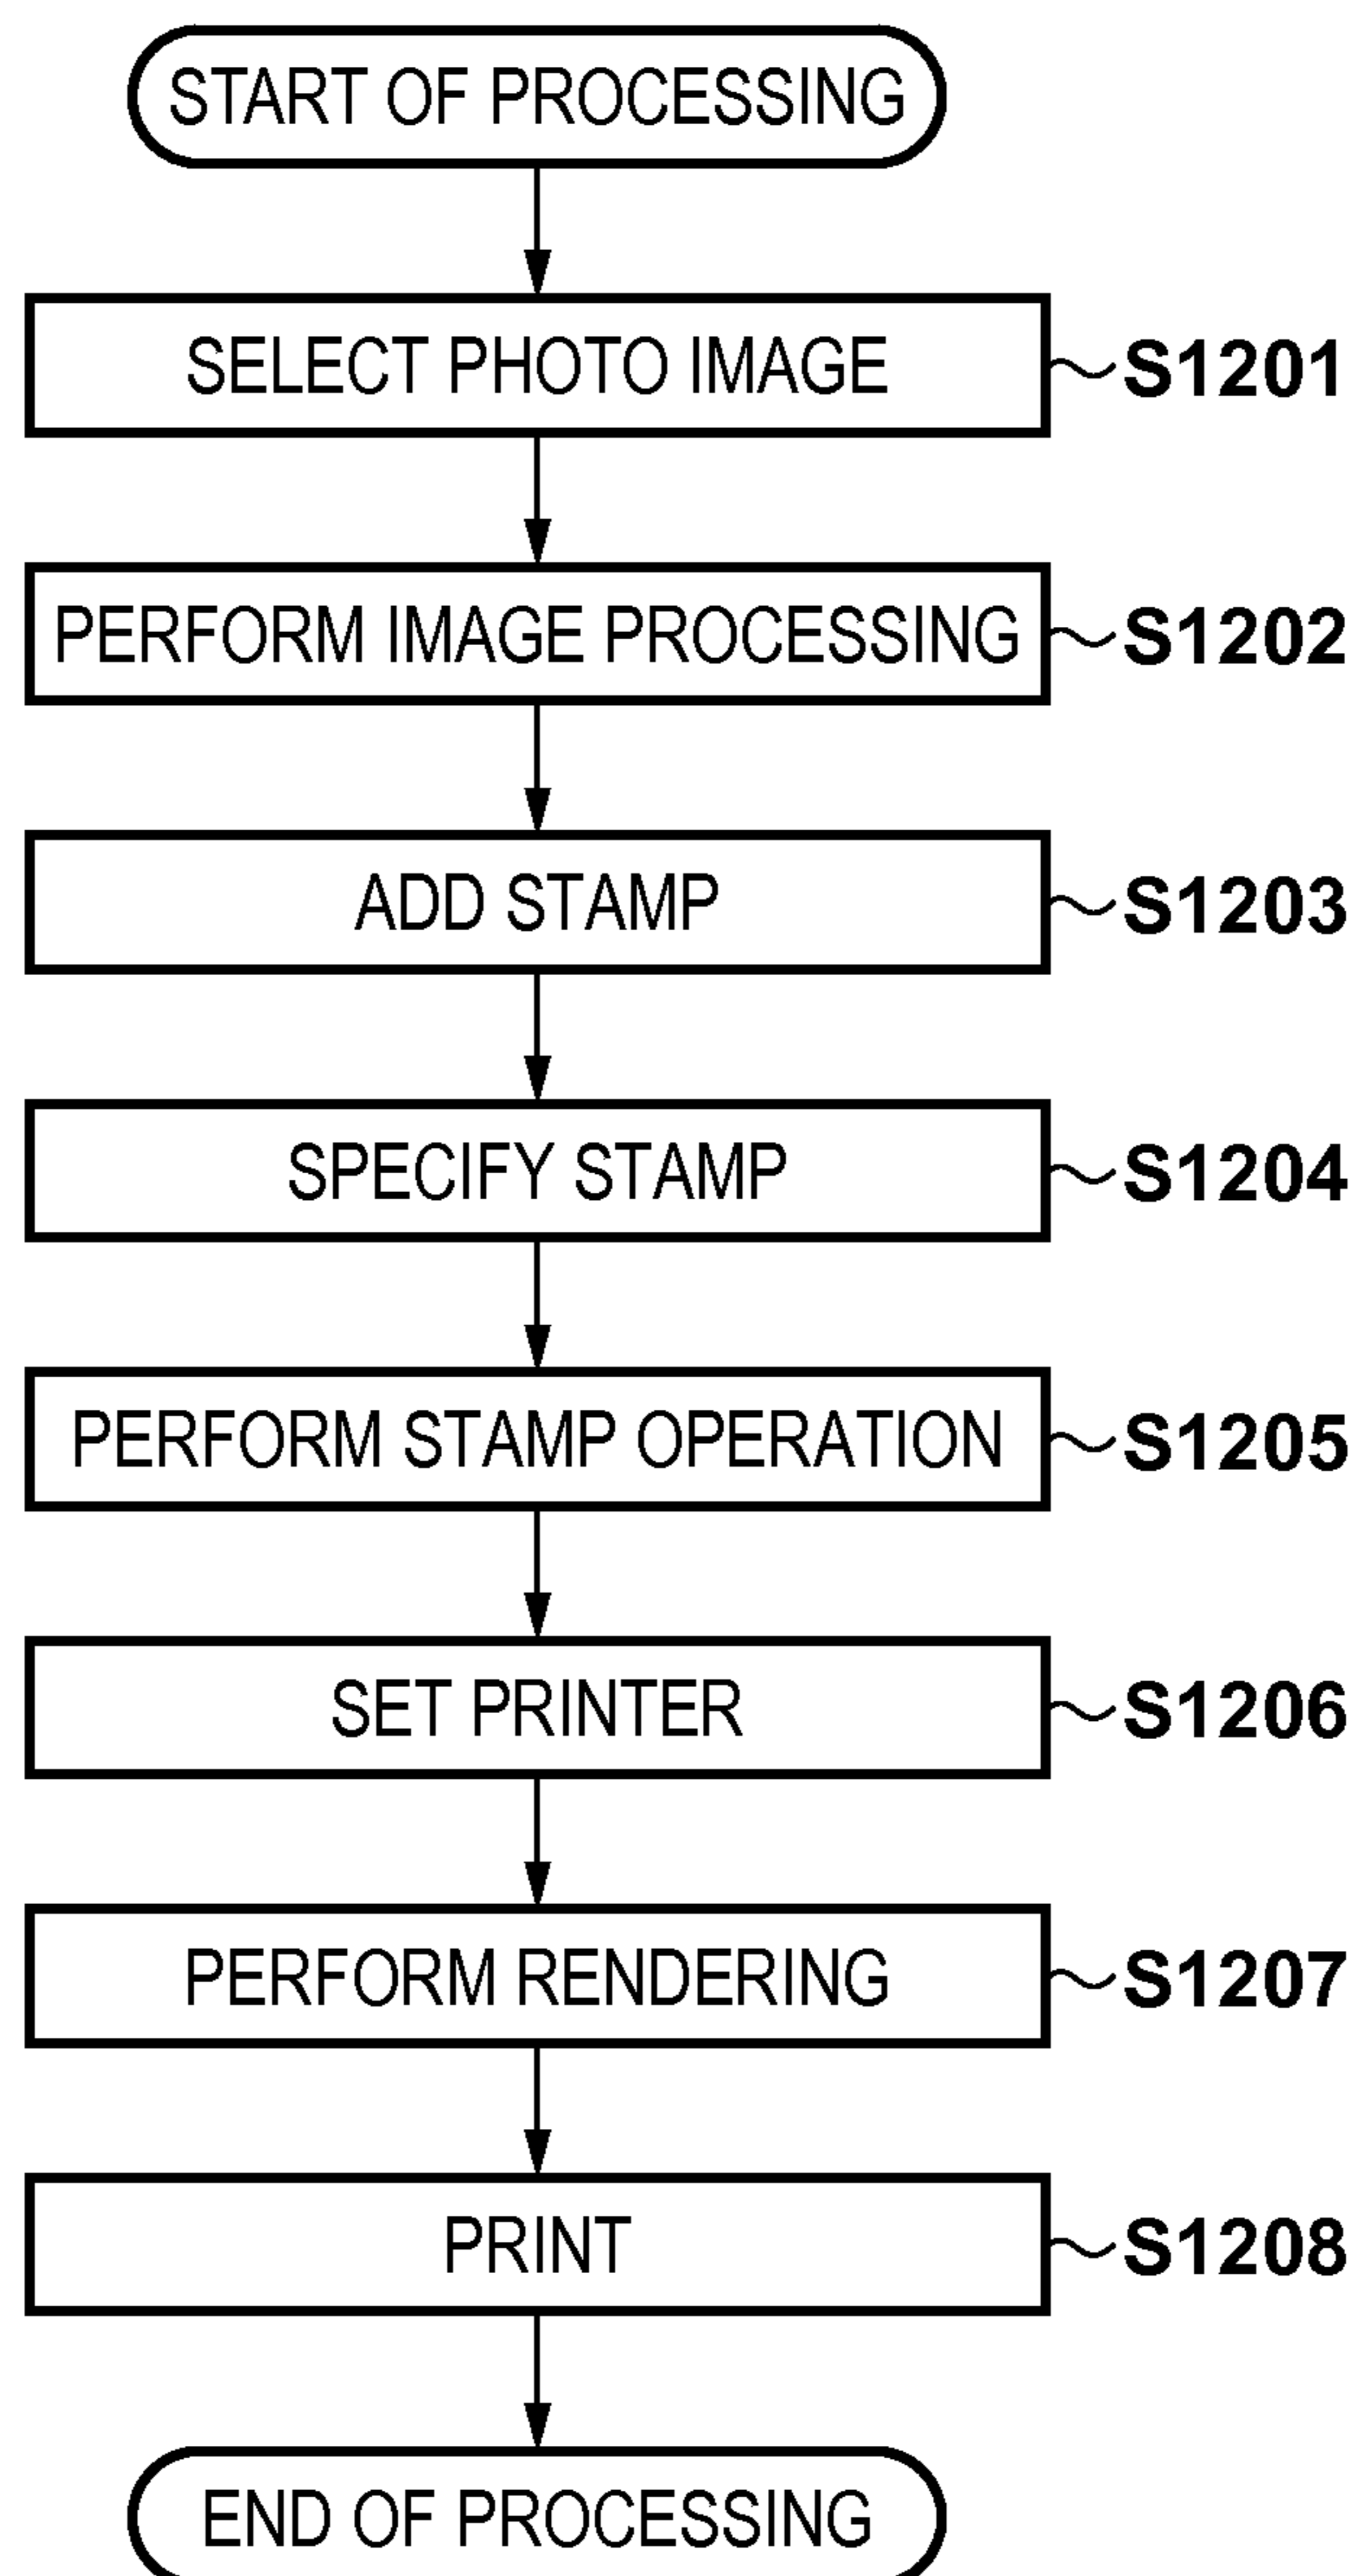 START OF PROCESSING
SELECT PHOTO IMAGE S1201
PERFORM IMAGE PROCESSING S1202
ADD STAMP S1203
SPECIFY STAMP S1204
PERFORM STAMP OPERATION S1205
SET PRINTER S1206
PERFORM RENDERING S1207
PRINT S1208
END OF PROCESSING